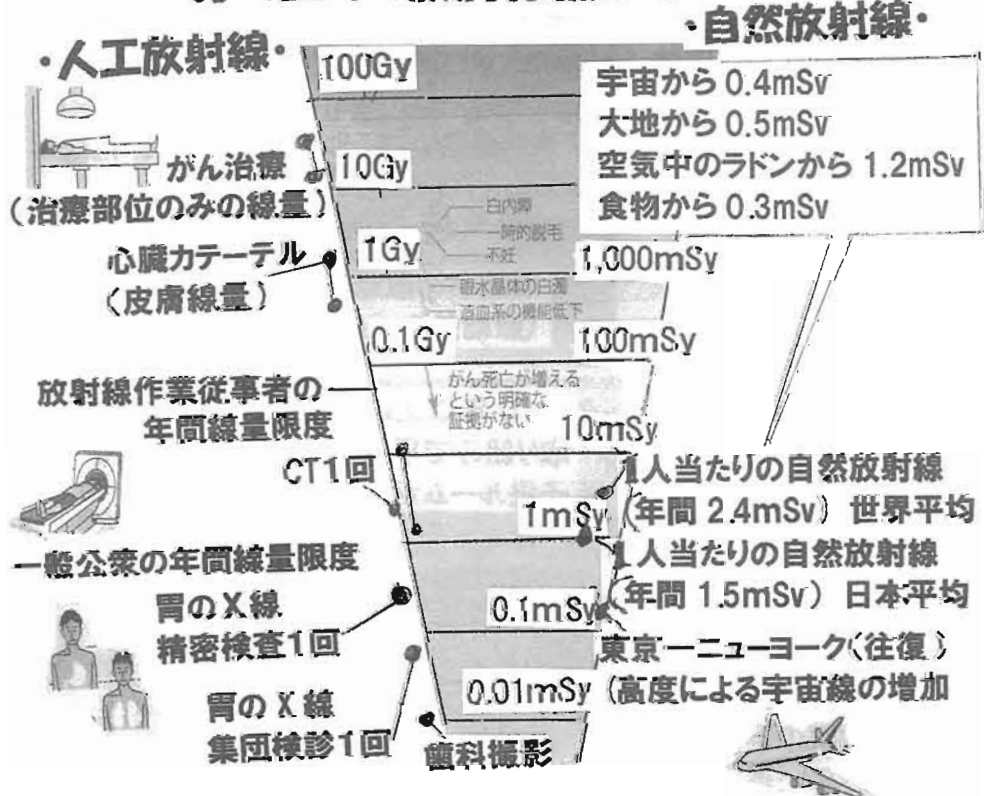 ・人工放射線・
・自然放射線・
100Gy
宇宙から 0.4mSv
大地から 0.5mSv
空気中のラドンから 1.2mSv
食物から 0.3mSv
がん治療
(治療部位のみの線量)
10Gy
心臓カテーテル
(皮膚線量)
白内障
一時的脱毛
不妊
1Gy
1,000mSv
眼水晶体の白濁
造血系の機能低下
0.1Gy
100mSv
放射線作業従事者の
年間線量限度
がん死亡が増える
という明確な
証拠がない
10mSv
CT1回
1人当たりの自然放射線
(年間 2.4mSv) 世界平均
1mSv
一般公衆の年間線量限度
1人当たりの自然放射線
(年間 1.5mSv) 日本平均
胃のX線
精密検査1回
0.1mSv
東京ーニューヨーク(往復)
(高度による宇宙線の増加
0.01mSv
胃のX線
集団検診1回
歯科撮影